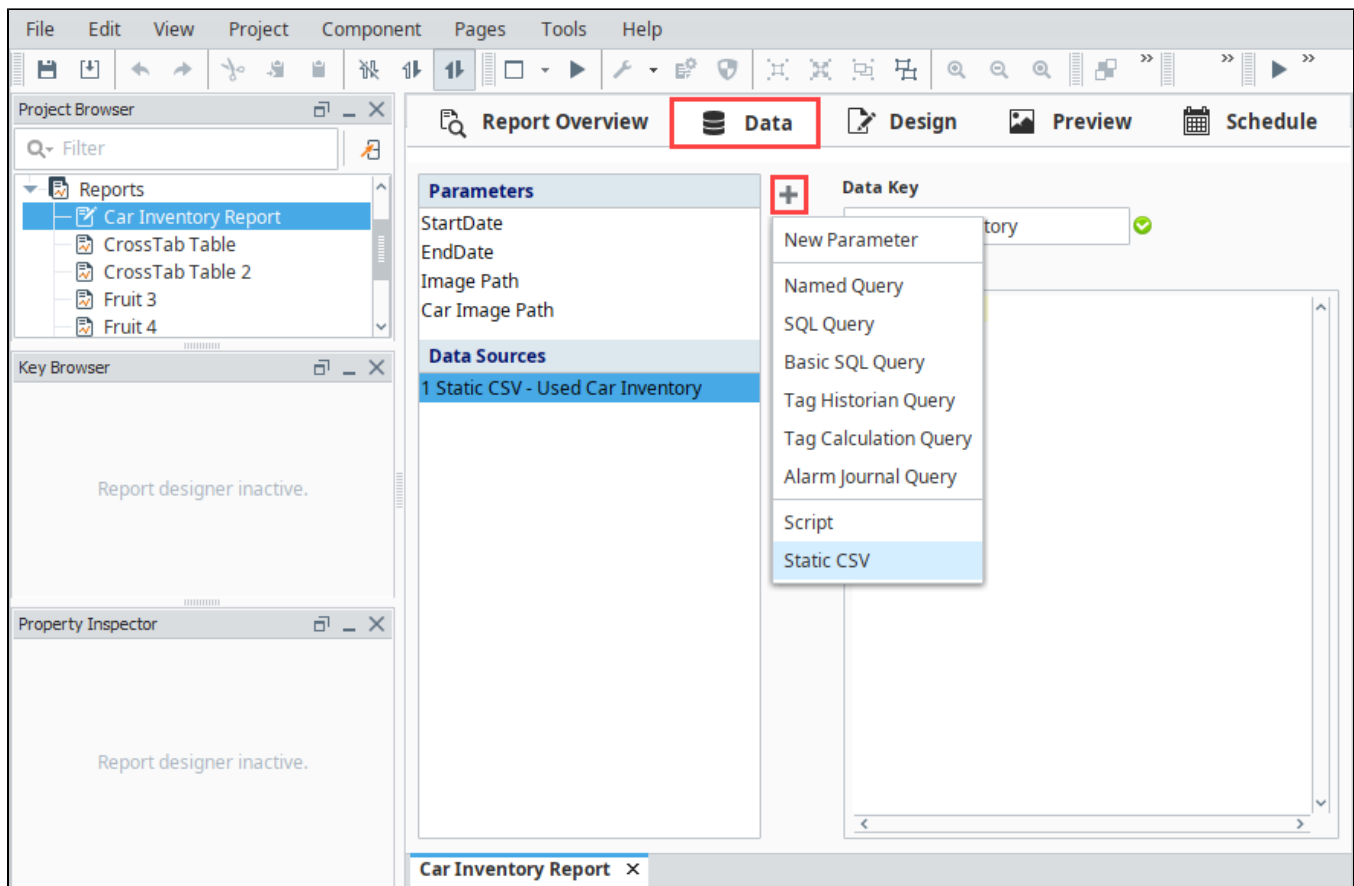 File Edit View Project Component Pages Tools Help
Project Browser
Filter
Reports
Car Inventory Report
CrossTab Table
CrossTab Table 2
Fruit 3
Fruit 4
Key Browser
Report designer inactive.
Property Inspector
Report designer inactive.
Report Overview Data Design Preview Schedule
Parameters
StartDate
EndDate
Image Path
Car Image Path
Data Sources
1 Static CSV - Used Car Inventory
New Parameter
Named Query
SQL Query
Basic SQL Query
Tag Historian Query
Tag Calculation Query
Alarm Journal Query
Script
Static CSV
Data Key
tory
Car Inventory Report